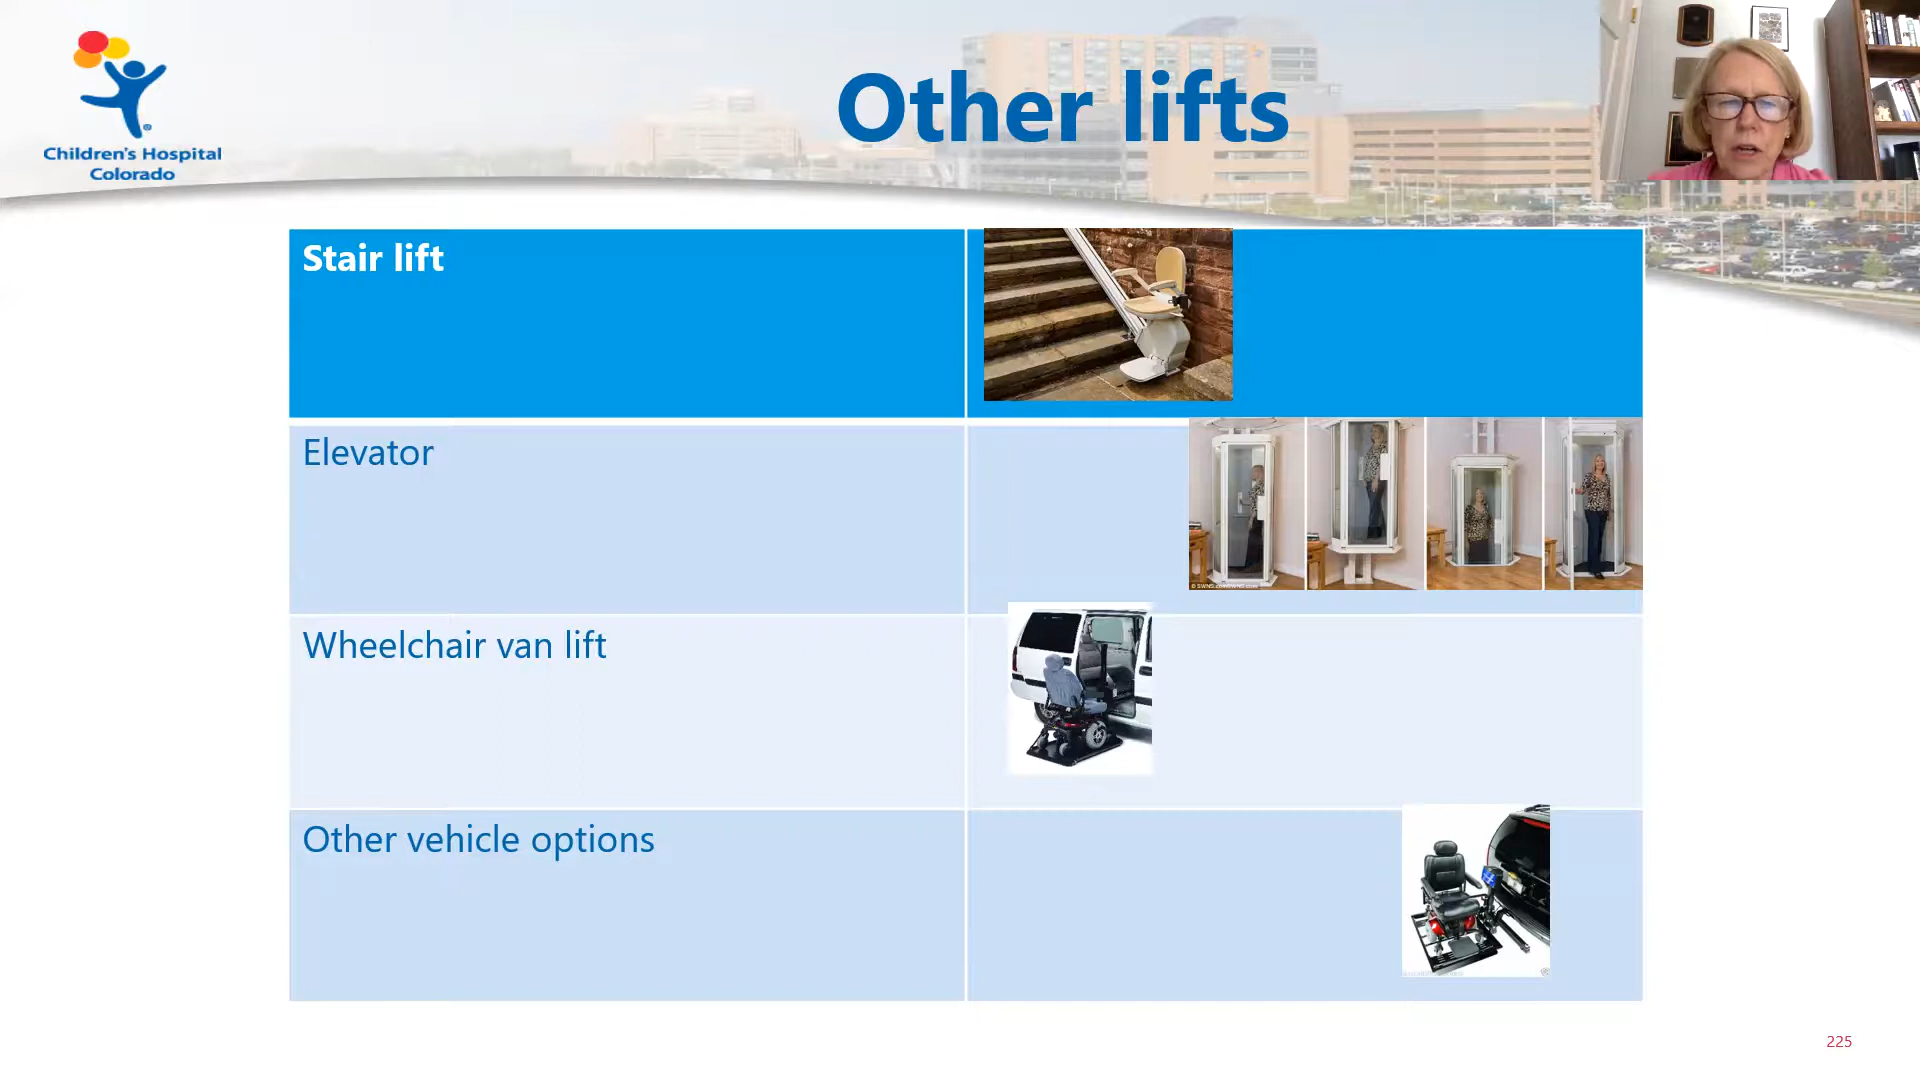 Children's Hospital
Colorado
Other lifts
Stair lift
Elevator
Wheelchair van lift
Other vehicle options
225